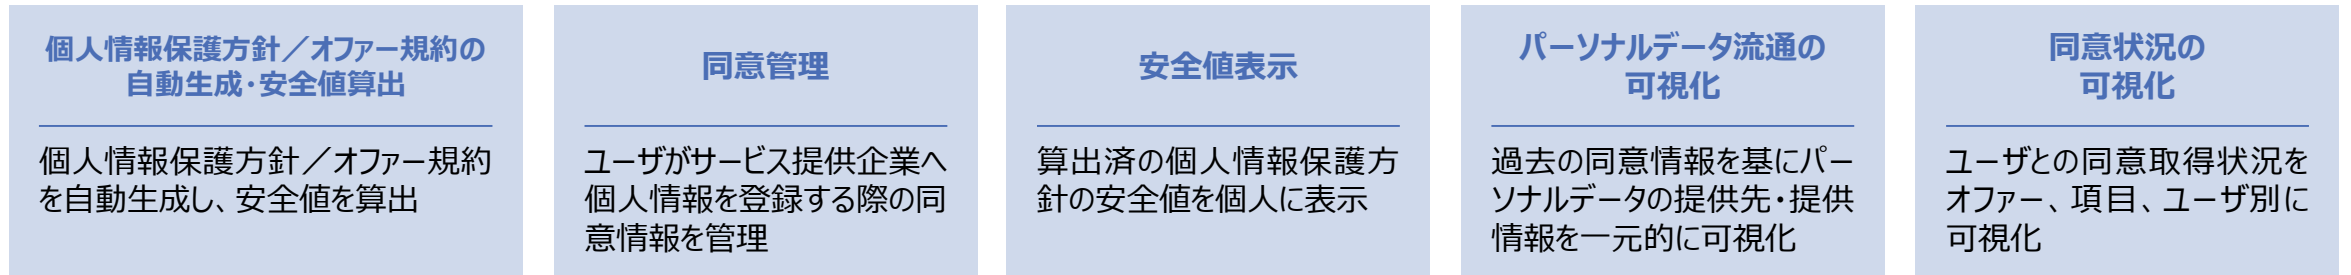 個人情報保護方針／オファー規約の
自動生成・安全値算出
個人情報保護方針／オファー規約
を自動生成し、安全値を算出
同意管理
ユーザがサービス提供企業へ
個人情報を登録する際の同
意情報を管理
安全値表示
算出済の個人情報保護方
針の安全値を個人に表示
パーソナルデータ流通の
可視化
過去の同意情報を基にパー
ソナルデータの提供先・提供
情報を一元的に可視化
同意状況の
可視化
ユーザとの同意取得状況を
オファー、項目、ユーザ別に
可視化